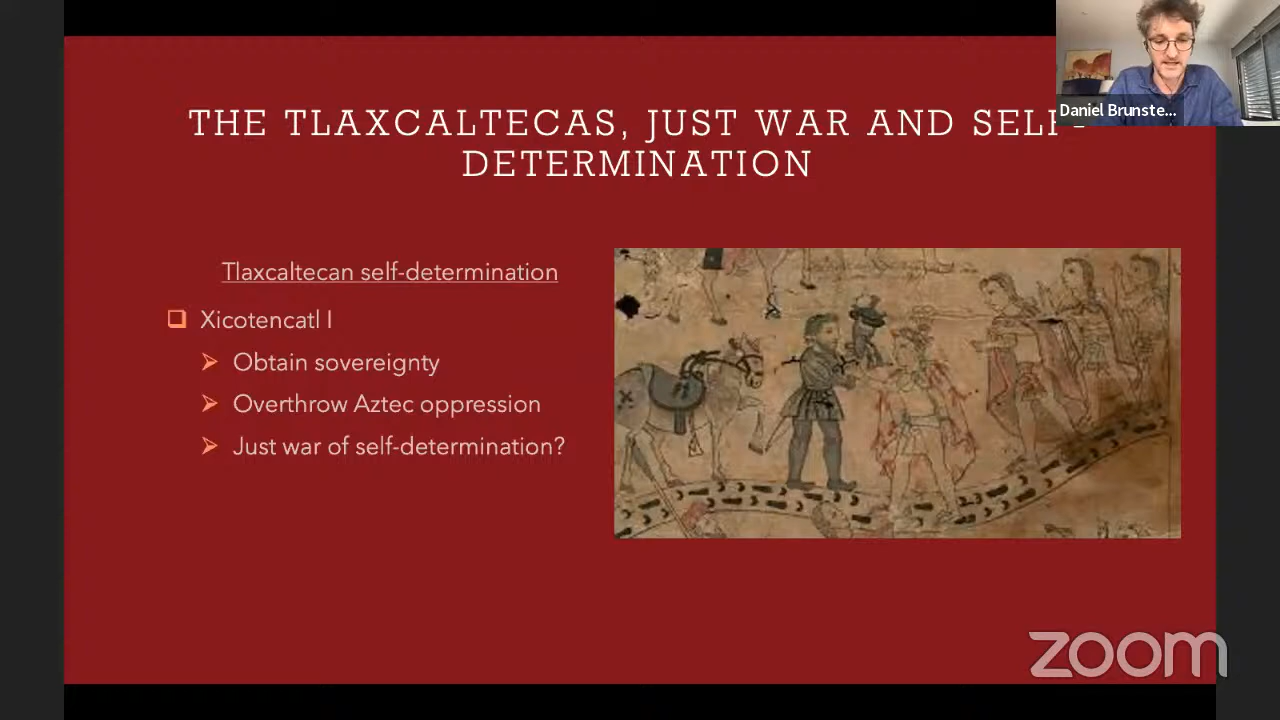 Daniel Brunste...
THE TLAXCALTECAS, JUST WAR AND SELF-
DETERMINATION
Tlaxcaltecan self-determination
Xicotencatl I
Obtain sovereignty
Overthrow Aztec oppression
Just war of self-determination?
zoom